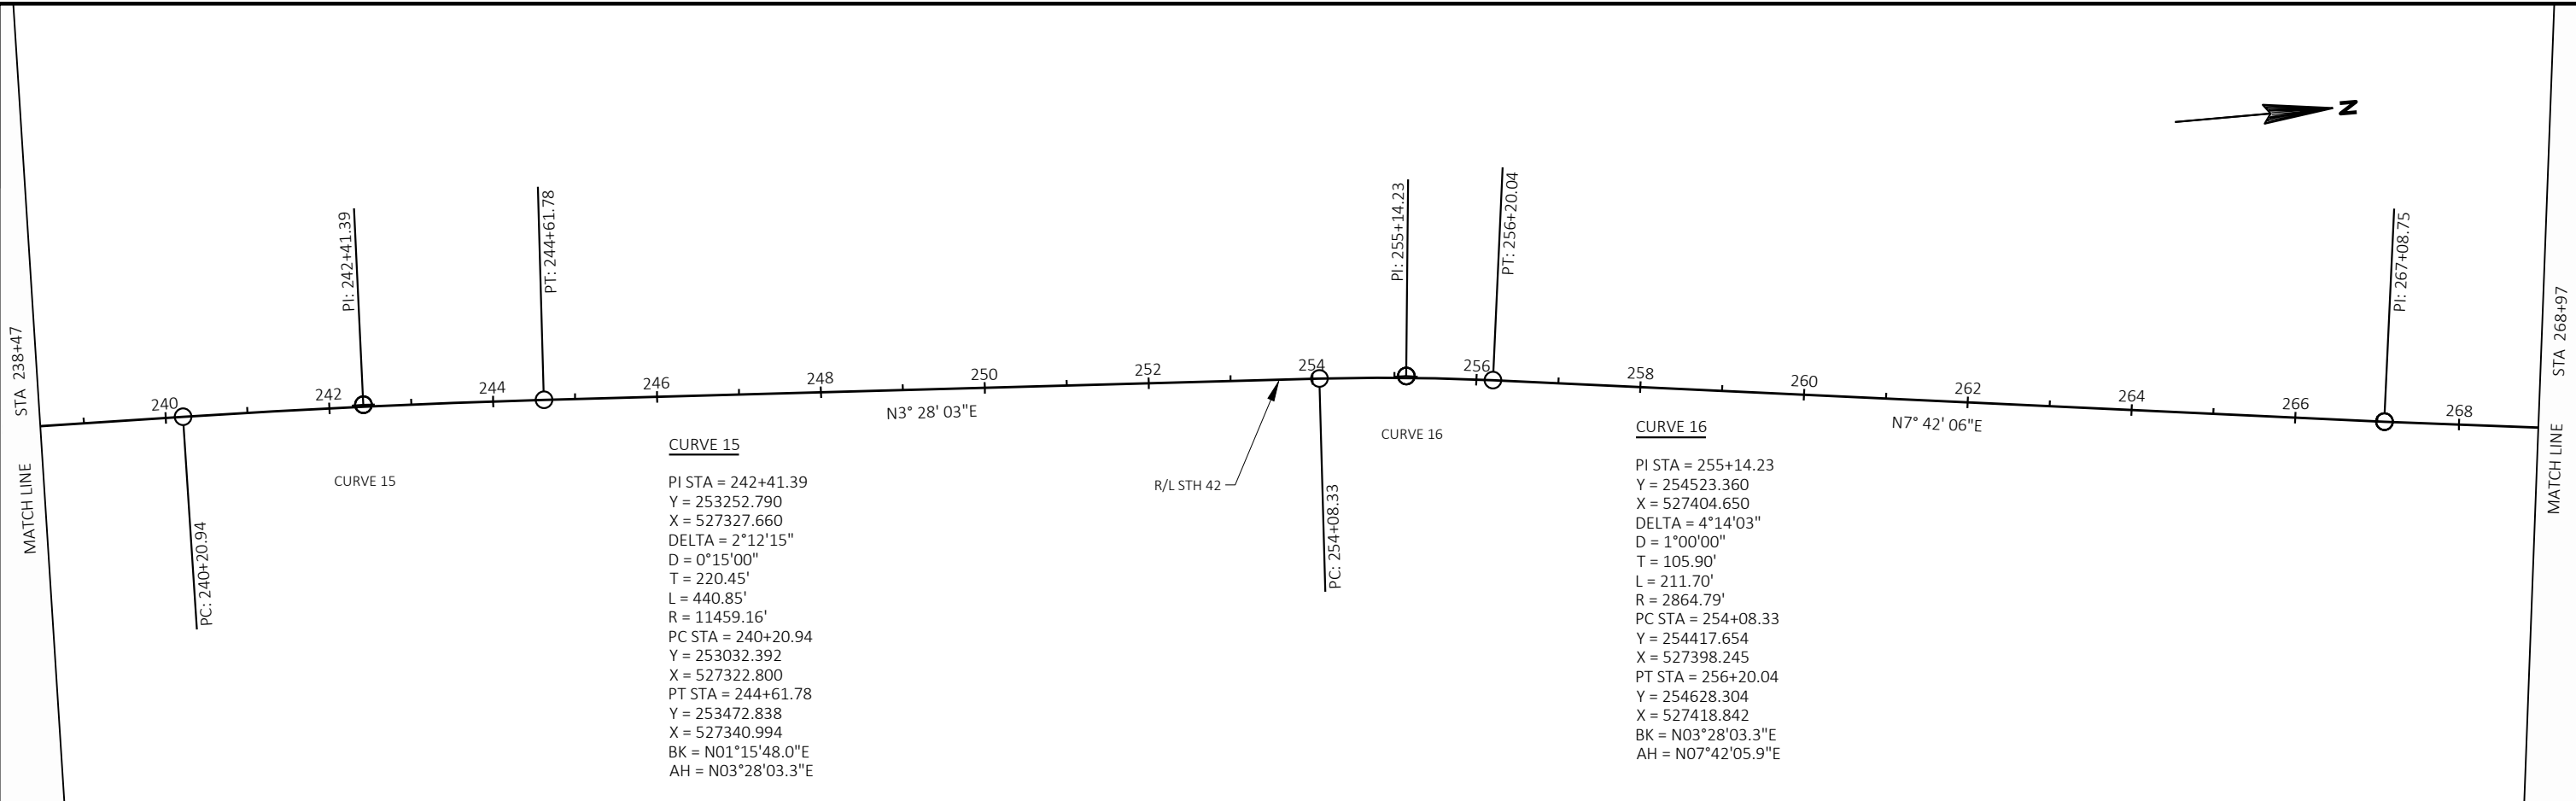 N
STA 238+47
MATCH LINE
240
242
244
246
248
250
252
254
256
258
260
262
264
266
268
PC: 240+20.94
PI: 242+41.39
PT: 244+61.78
PC: 254+08.33
PI: 255+14.23
PT: 256+20.04
PI: 267+08.75
STA 268+97
MATCH LINE
N3° 28' 03"E
N7° 42' 06"E
R/L STH 42
CURVE 15
CURVE 16
CURVE 15
PI STA = 242+41.39
Y = 253252.790
X = 527327.660
DELTA = 2°12'15"
D = 0°15'00"
T = 220.45'
L = 440.85'
R = 11459.16'
PC STA = 240+20.94
Y = 253032.392
X = 527322.800
PT STA = 244+61.78
Y = 253472.838
X = 527340.994
BK = N01°15'48.0"E
AH = N03°28'03.3"E
CURVE 16
PI STA = 255+14.23
Y = 254523.360
X = 527404.650
DELTA = 4°14'03"
D = 1°00'00"
T = 105.90'
L = 211.70'
R = 2864.79'
PC STA = 254+08.33
Y = 254417.654
X = 527398.245
PT STA = 256+20.04
Y = 254628.304
X = 527418.842
BK = N03°28'03.3"E
AH = N07°42'05.9"E